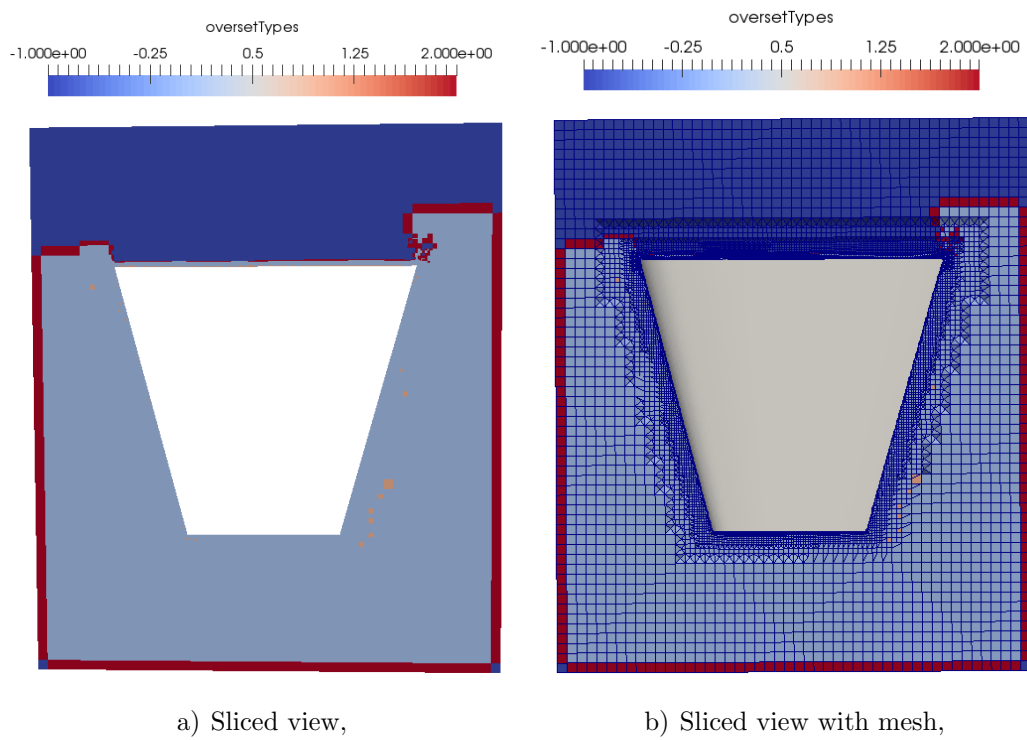 oversetTypes
-1.000e+00 -0.25 0.5 1.25 2.000e+00
oversetTypes
-1.000e+00 -0.25 0.5 1.25 2.000e+00
a) Sliced view,
b) Sliced view with mesh,